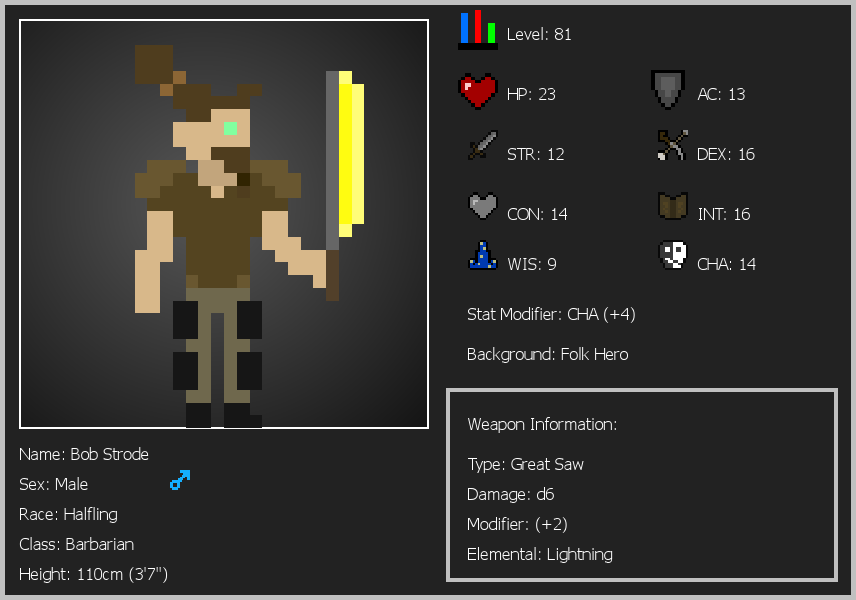 Level: 81
HP: 23
AC: 13
STR: 12
DEX: 16
CON: 14
INT: 16
WIS: 9
CHA: 14
Stat Modifier: CHA (+4)
Background: Folk Hero
Weapon Information:
Type: Great Saw
Damage: d6
Modifier: (+2)
Elemental: Lightning
Name: Bob Strode
Sex: Male
Race: Halfling
Class: Barbarian
Height: 110cm (3'7")